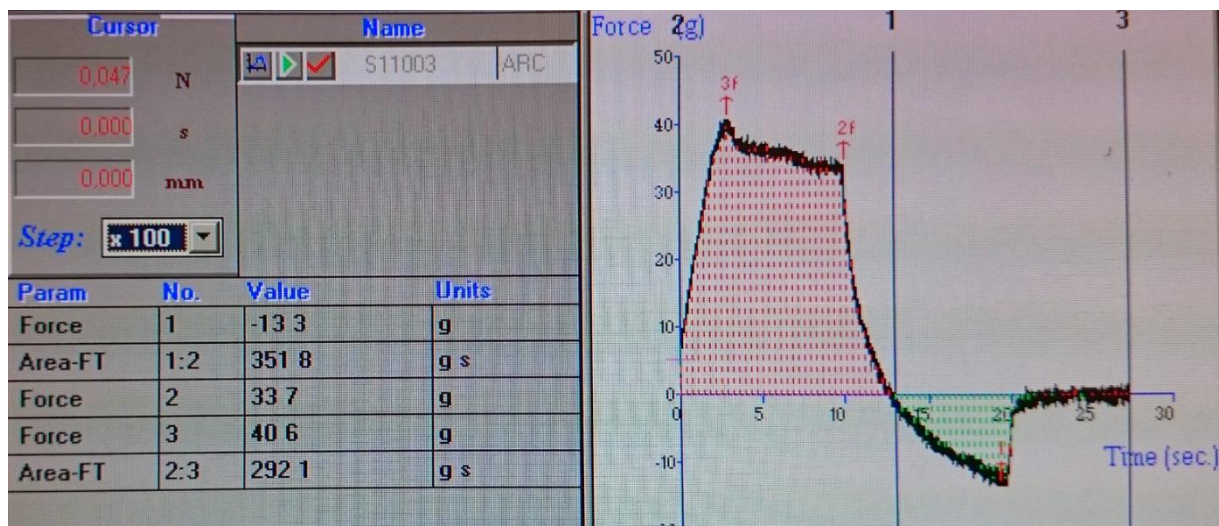 Cursor
0,047 N
0,000 s
0,000 mm
Step: x 100
Name
S11003 ARC
Param No. Value Units
Force 1 -13 3 g
Area-FT 1:2 351 8 g s
Force 2 33 7 g
Force 3 40 6 g
Area-FT 2:3 292 1 g s
Force (g)
2 1 3
50
40
30
20
10
0
-10
3f
2f
0 5 10 15 20 25 30
Time (sec.)